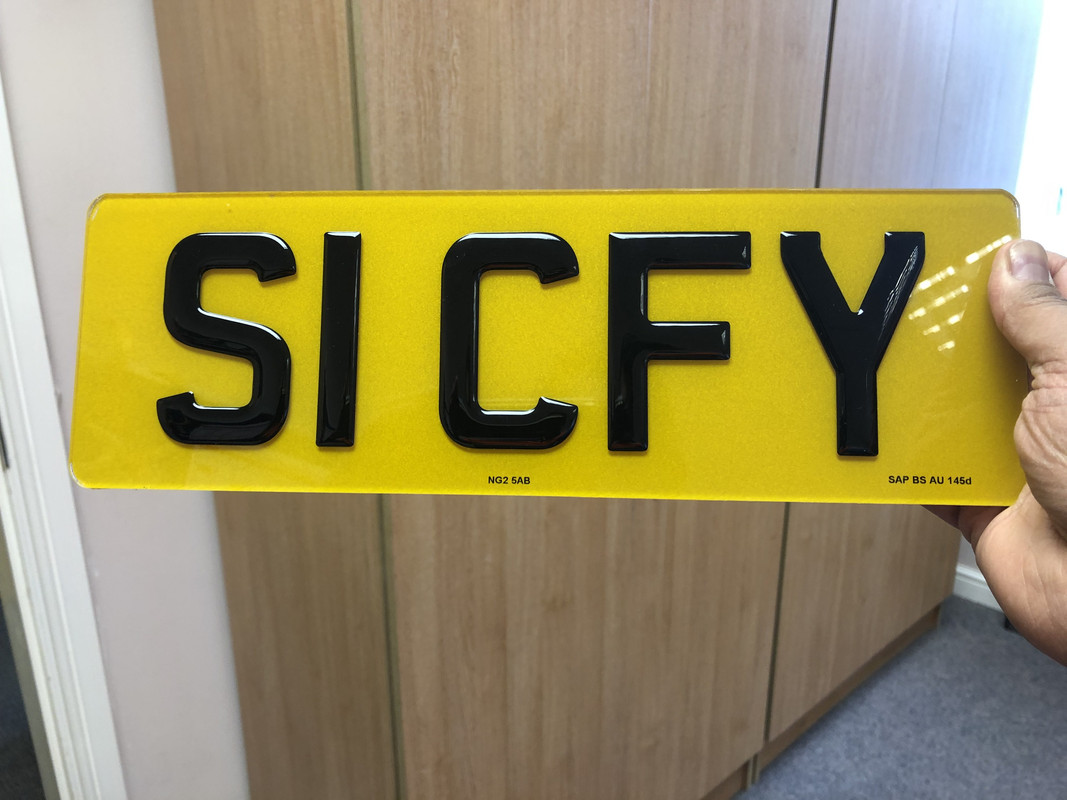 S1 CFY
NG2 5AB
SAP BS AU 145d